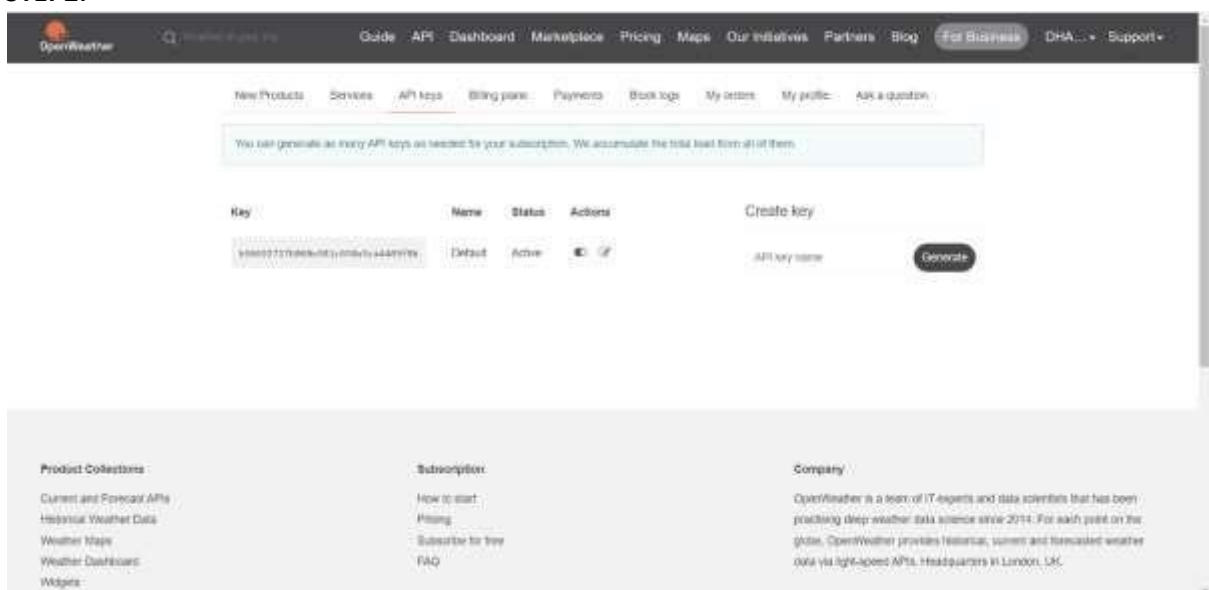 OpenWeather Guide API Dashboard Marketplace Pricing Maps Our Initiatives Partners Blog For Business DHA... Support
New Products Services API keys Billing plans Payments Block logs My orders My profile Ask a question
You can generate as many API keys as needed for your subscription. We accumulate the total load from all of them.
Key Name Status Actions Create key
Default Active API key name Generate
Product Collections
Current and Forecast APIs
Historical Weather Data
Weather Maps
Weather Dashboard
Widgets
Subscription
How to start
Pricing
Subscribe for free
FAQ
Company
OpenWeather is a team of IT experts and data scientists that has been
practising deep weather data science since 2014. For each point on the
globe, OpenWeather provides historical, current and forecasted weather
data via light-speed APIs. Headquarters in London, UK.